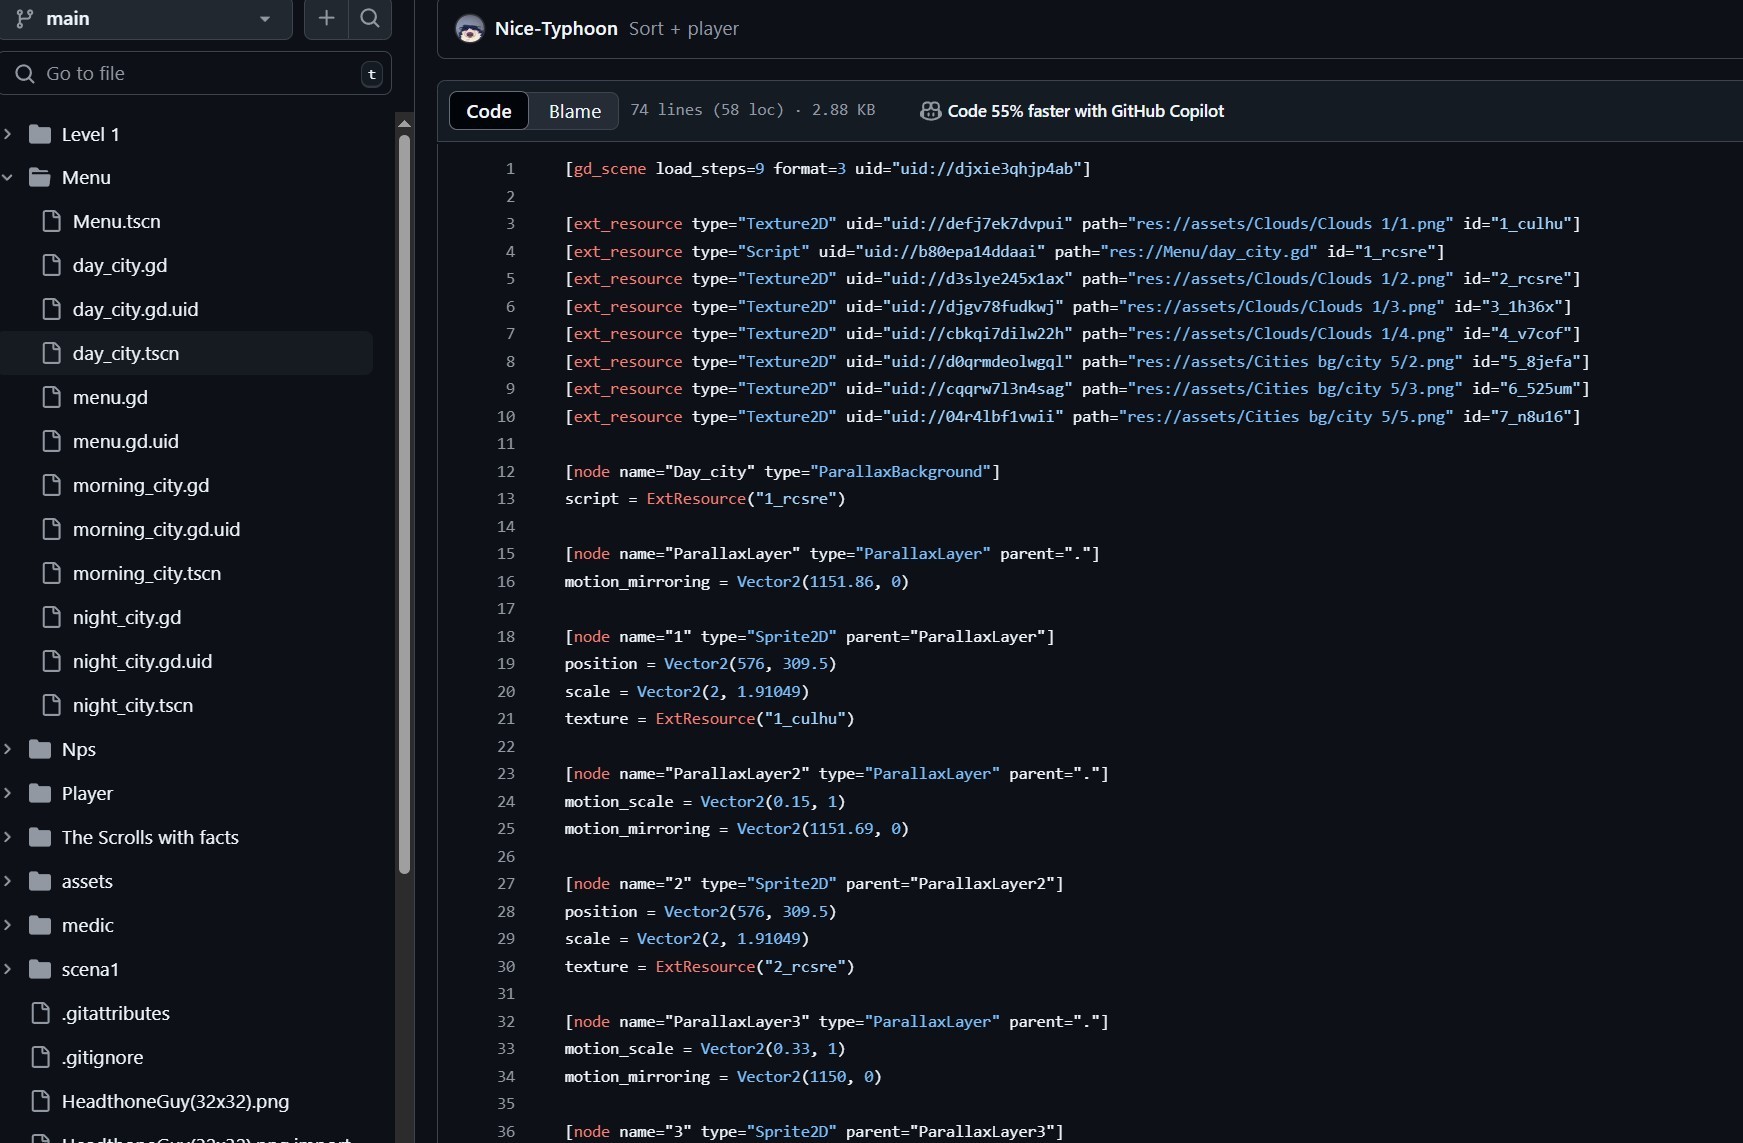 main
Go to file
t
Level 1
Menu
Menu.tscn
day_city.gd
day_city.gd.uid
day_city.tscn
menu.gd
menu.gd.uid
morning_city.gd
morning_city.gd.uid
morning_city.tscn
night_city.gd
night_city.gd.uid
night_city.tscn
Nps
Player
The Scrolls with facts
assets
medic
scena1
.gitattributes
.gitignore
HeadthoneGuy(32x32).png
HeadthoneGuy(32x32).png.import
Nice-Typhoon Sort + player
Code Blame 74 lines (58 loc) · 2.88 KB Code 55% faster with GitHub Copilot
1 [gd_scene load_steps=9 format=3 uid="uid://djxie3qhjp4ab"]
2
3 [ext_resource type="Texture2D" uid="uid://defj7ek7dvpui" path="res://assets/Clouds/Clouds 1/1.png" id="1_culhu"]
4 [ext_resource type="Script" uid="uid://b80epa14ddaai" path="res://Menu/day_city.gd" id="1_rcsre"]
5 [ext_resource type="Texture2D" uid="uid://d3slye245x1ax" path="res://assets/Clouds/Clouds 1/2.png" id="2_rcsre"]
6 [ext_resource type="Texture2D" uid="uid://djgv78fudkwj" path="res://assets/Clouds/Clouds 1/3.png" id="3_1h36x"]
7 [ext_resource type="Texture2D" uid="uid://cbkqi7dilw22h" path="res://assets/Clouds/Clouds 1/4.png" id="4_v7cof"]
8 [ext_resource type="Texture2D" uid="uid://d0qrmdeolwgql" path="res://assets/Cities bg/city 5/2.png" id="5_8jefa"]
9 [ext_resource type="Texture2D" uid="uid://cqqrw7l3n4sag" path="res://assets/Cities bg/city 5/3.png" id="6_525um"]
10 [ext_resource type="Texture2D" uid="uid://04r4lbf1vwii" path="res://assets/Cities bg/city 5/5.png" id="7_n8u16"]
11
12 [node name="Day_city" type="ParallaxBackground"]
13 script = ExtResource("1_rcsre")
14
15 [node name="ParallaxLayer" type="ParallaxLayer" parent="."]
16 motion_mirroring = Vector2(1151.86, 0)
17
18 [node name="1" type="Sprite2D" parent="ParallaxLayer"]
19 position = Vector2(576, 309.5)
20 scale = Vector2(2, 1.91049)
21 texture = ExtResource("1_culhu")
22
23 [node name="ParallaxLayer2" type="ParallaxLayer" parent="."]
24 motion_scale = Vector2(0.15, 1)
25 motion_mirroring = Vector2(1151.69, 0)
26
27 [node name="2" type="Sprite2D" parent="ParallaxLayer2"]
28 position = Vector2(576, 309.5)
29 scale = Vector2(2, 1.91049)
30 texture = ExtResource("2_rcsre")
31
32 [node name="ParallaxLayer3" type="ParallaxLayer" parent="."]
33 motion_scale = Vector2(0.33, 1)
34 motion_mirroring = Vector2(1150, 0)
35
36 [node name="3" type="Sprite2D" parent="ParallaxLayer3"]